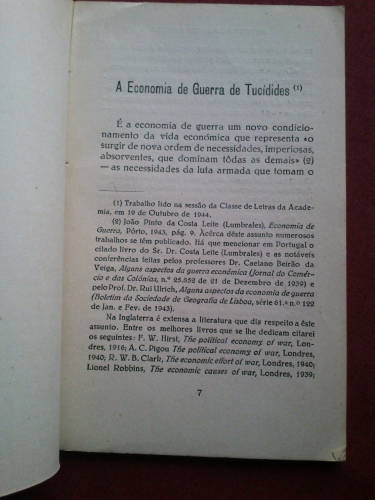 A Economia de Guerra de Tucídides (1)
É a economia de guerra um novo condicio-
namento da vida económica que representa «o
surgir de nova ordem de necessidades, imperiosas,
absorventes, que dominam tôdas as demais» (2)
— as necessidades da luta armada que tomam o
(1) Trabalho lido na sessão da Classe de Leiras da Acade-
mia, em 19 de Outubro de 1944.
(2) João Pinto da Costa Leite (Lumbrales), Economia de
Guerra, Pôrto, 1943, pág. 9. Àcêrca dêste assunto numerosos
trabalhos se têm publicado. Há que mencionar em Portugal o
citado livro do Sr. Dr. Costa Leite (Lumbrales) e as notáveis
conferências feitas pelos professores Dr. Caetano Beirão da
Veiga, Alguns aspectos da guerra económica (Jornal do Comér-
cio e das Colónias, n.º 25.652 de 21 de Dezembro de 1939) e
pelo Prof. Dr. Rui Ulrich, Alguns aspectos da economia de guerra
(Boletim da Sociedade de Geografia de Lisboa, série 61.ª n.º 122
de Jan. e Fev. de 1943).
Na Inglaterra é extensa a literatura que diz respeito a êste
assunto. Entre os melhores livros que se lhe dedicam citarei
os seguintes: F. W. Hirst, The political economy of war, Lon-
dres, 1916; A. C. Pigou The political economy of war, Londres,
1940; R. W. B. Clark, The economic effort of war, Londres, 1940;
Lionel Robbins, The economic causes of war, Londres, 1939;
7